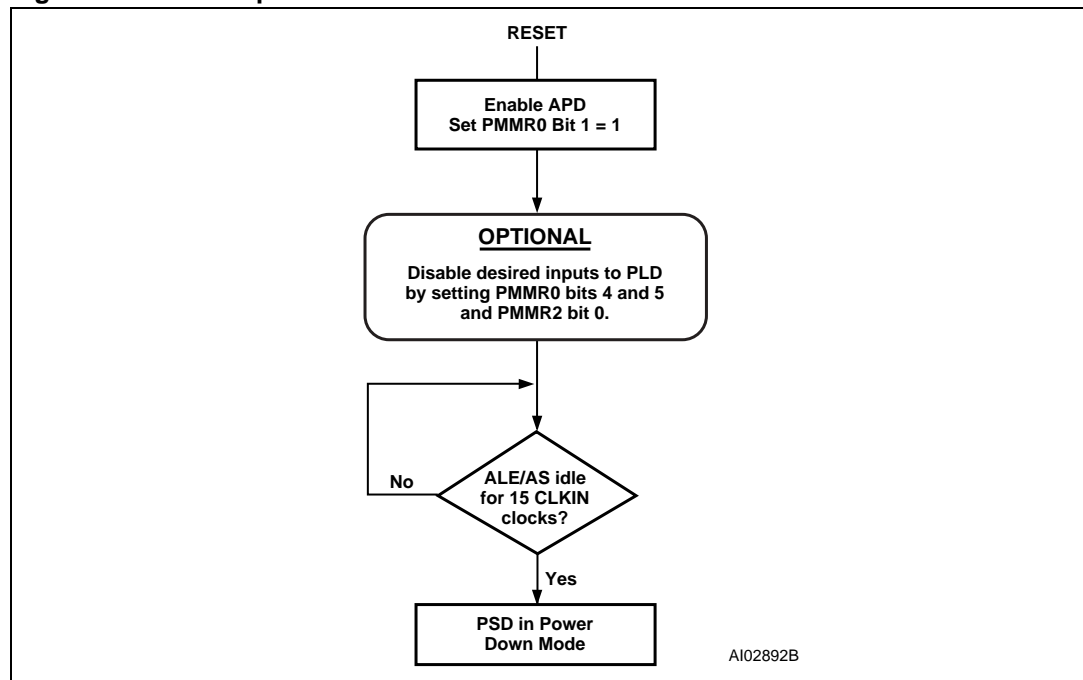 RESET
Enable APD
Set PMMR0 Bit 1 = 1
OPTIONAL
Disable desired inputs to PLD
by setting PMMR0 bits 4 and 5
and PMMR2 bit 0.
No
ALE/AS idle
for 15 CLKIN
clocks?
Yes
PSD in Power
Down Mode
AI02892B